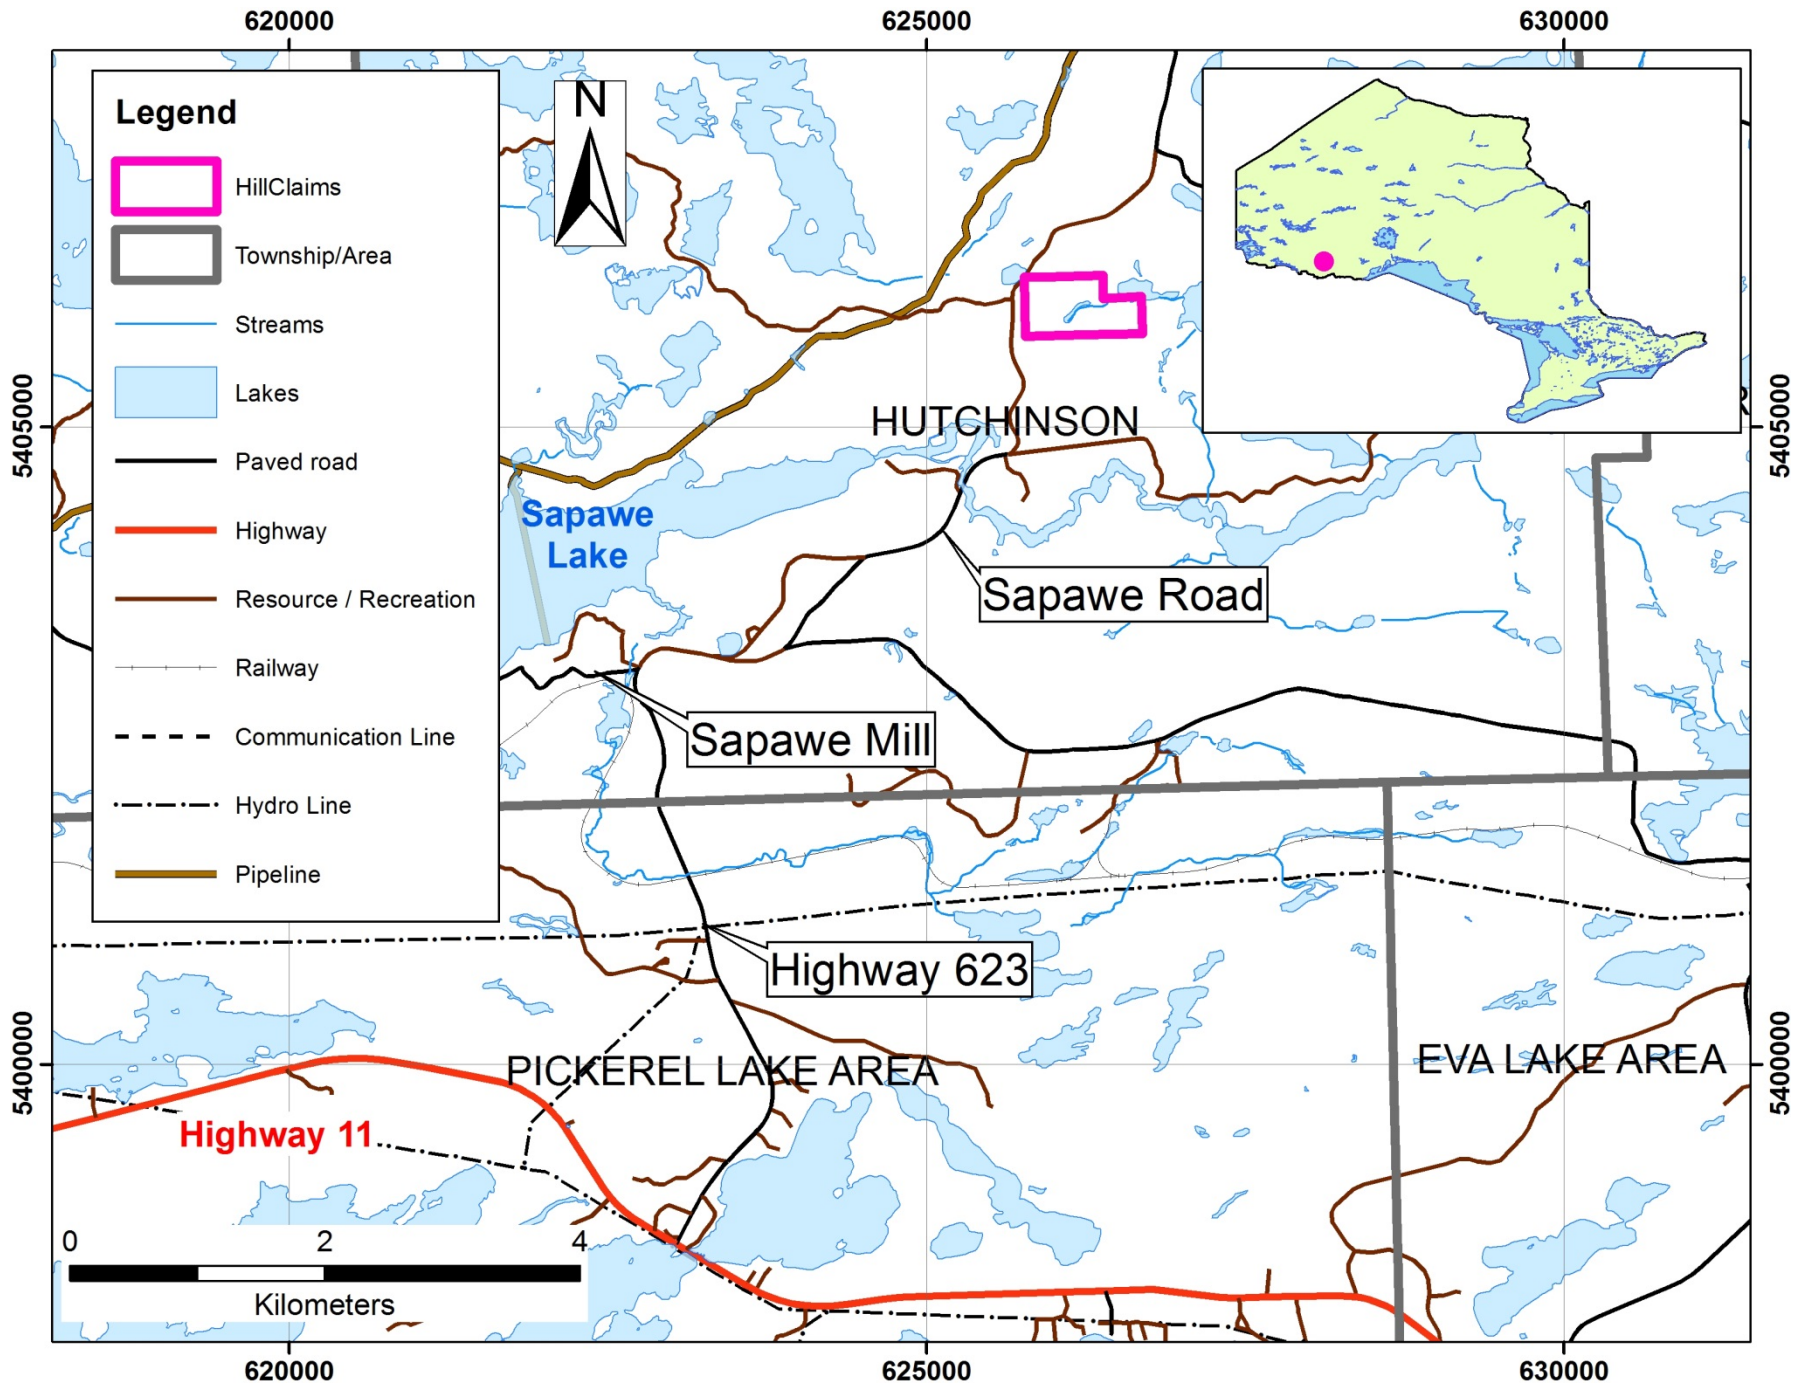 620000
625000
630000
Legend
HillClaims
Township/Area
Streams
Lakes
Paved road
Highway
Resource / Recreation
Railway
Communication Line
Hydro Line
Pipeline
N
5405000
5405000
HUTCHINSON
Sapawe
Lake
Sapawe Road
Sapawe Mill
Highway 623
5400000
5400000
PICKEREL LAKE AREA
EVA LAKE AREA
Highway 11
0 2 4
Kilometers
620000
625000
630000